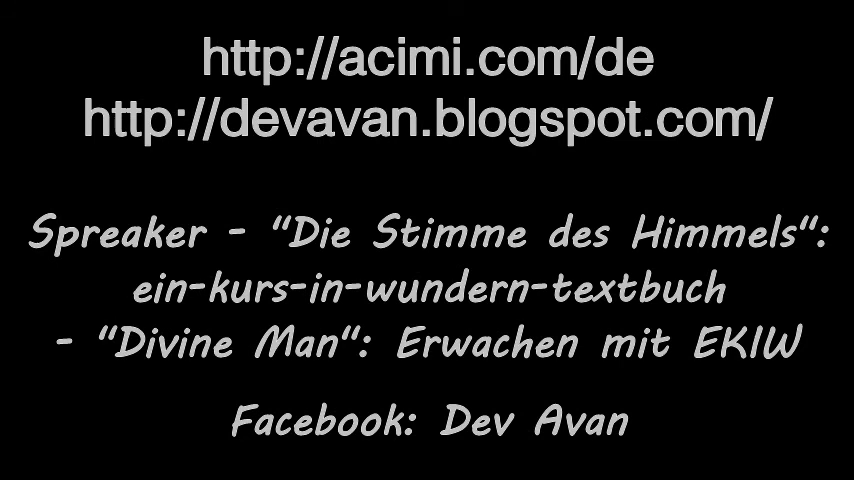 http://acimi.com/de
http://devavan.blogspot.com/
Spreaker - "Die Stimme des Himmels":
ein-kurs-in-wundern-textbuch
- "Divine Man": Erwachen mit EKIW
Facebook: Dev Avan